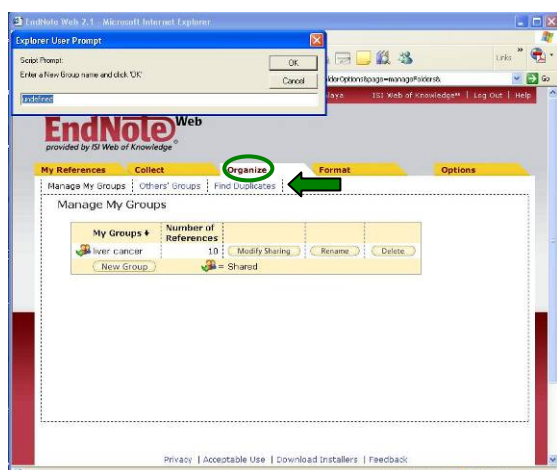 EndNote Web 2.1 - Microsoft Internet Explorer
Explorer User Prompt
Script Prompt:
Enter a New Group name and click 'OK'
OK
Cancel
undefined
Links
Go
ISI Web of Knowledge℠ | Log Out | Help
EndNote Web
provided by ISI Web of Knowledge
My References Collect Organize Format Options
Manage My Groups Others' Groups Find Duplicates
Manage My Groups
My Groups Number of References
liver cancer 10 Modify Sharing Rename Delete
New Group = Shared
Privacy | Acceptable Use | Download Installers | Feedback